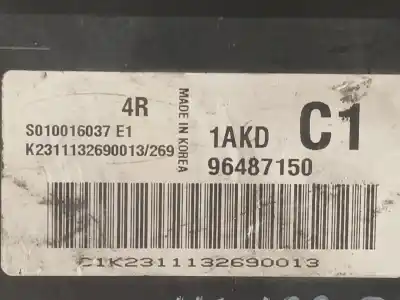 4R
MADE IN KOREA
S010016037 E1
K2311132690013/269
1AKD C1
96487150
C1K2311132690013